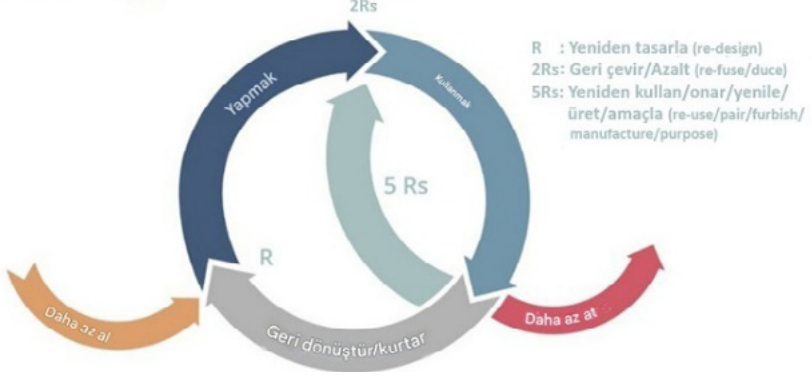 2Rs
R : Yeniden tasarla (re-design)
2Rs: Geri çevir/Azalt (re-fuse/duce)
5Rs: Yeniden kullan/onar/yenile/
üret/amaçla (re-use/pair/furbish/
manufacture/purpose)
Yapmak
Kullanmak
5 Rs
R
Daha az al
Geri dönüştür/kurtar
Daha az at